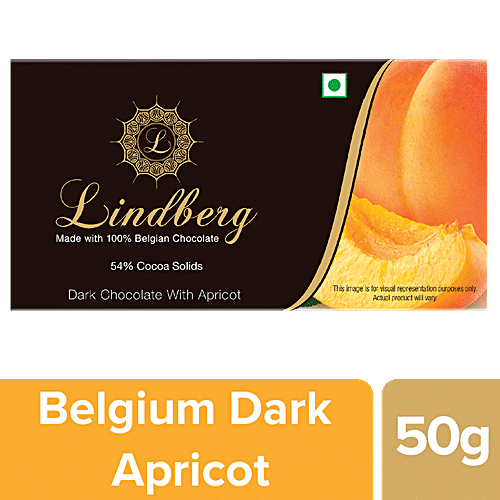 L
Lindberg
Made with 100% Belgian Chocolate
54% Cocoa Solids
Dark Chocolate With Apricot
This image is for visual representation purposes only.
Actual product will vary.
Belgium Dark
Apricot
50g